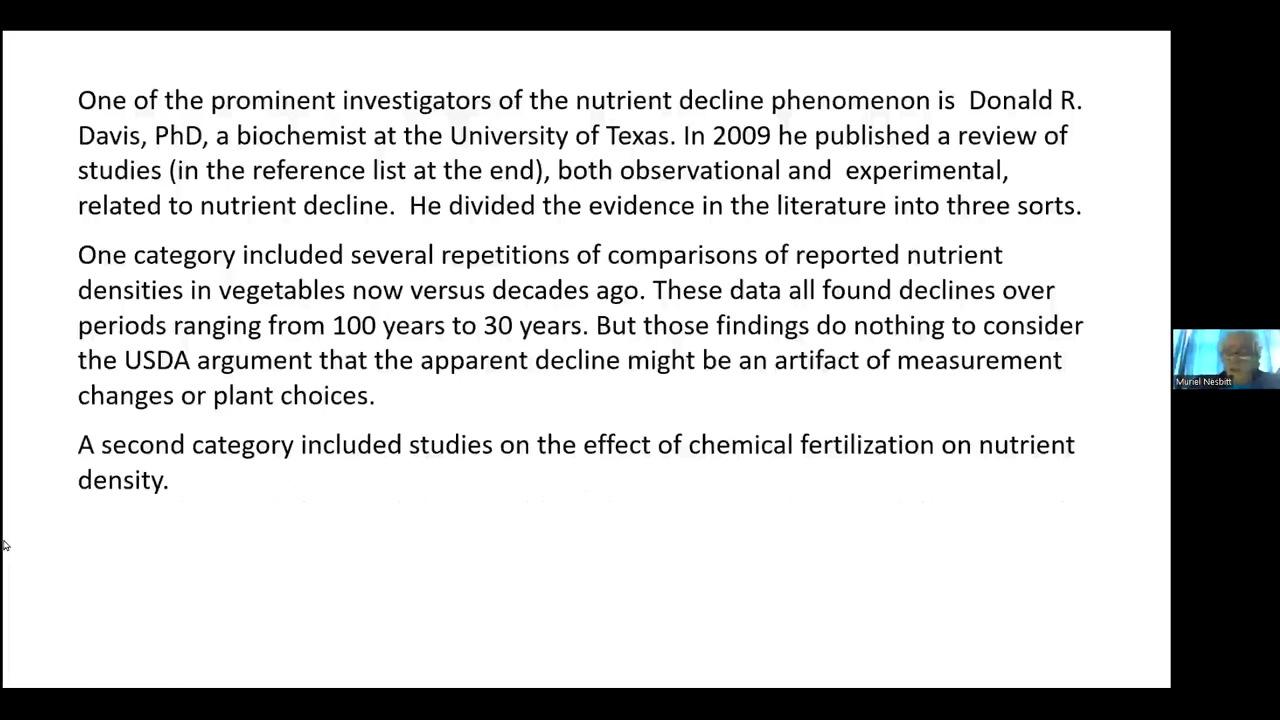 One of the prominent investigators of the nutrient decline phenomenon is  Donald R.
Davis, PhD, a biochemist at the University of Texas. In 2009 he published a review of
studies (in the reference list at the end), both observational and  experimental,
related to nutrient decline.  He divided the evidence in the literature into three sorts.
One category included several repetitions of comparisons of reported nutrient
densities in vegetables now versus decades ago. These data all found declines over
periods ranging from 100 years to 30 years. But those findings do nothing to consider
the USDA argument that the apparent decline might be an artifact of measurement
changes or plant choices.
A second category included studies on the effect of chemical fertilization on nutrient
density.
Muriel Nesbitt